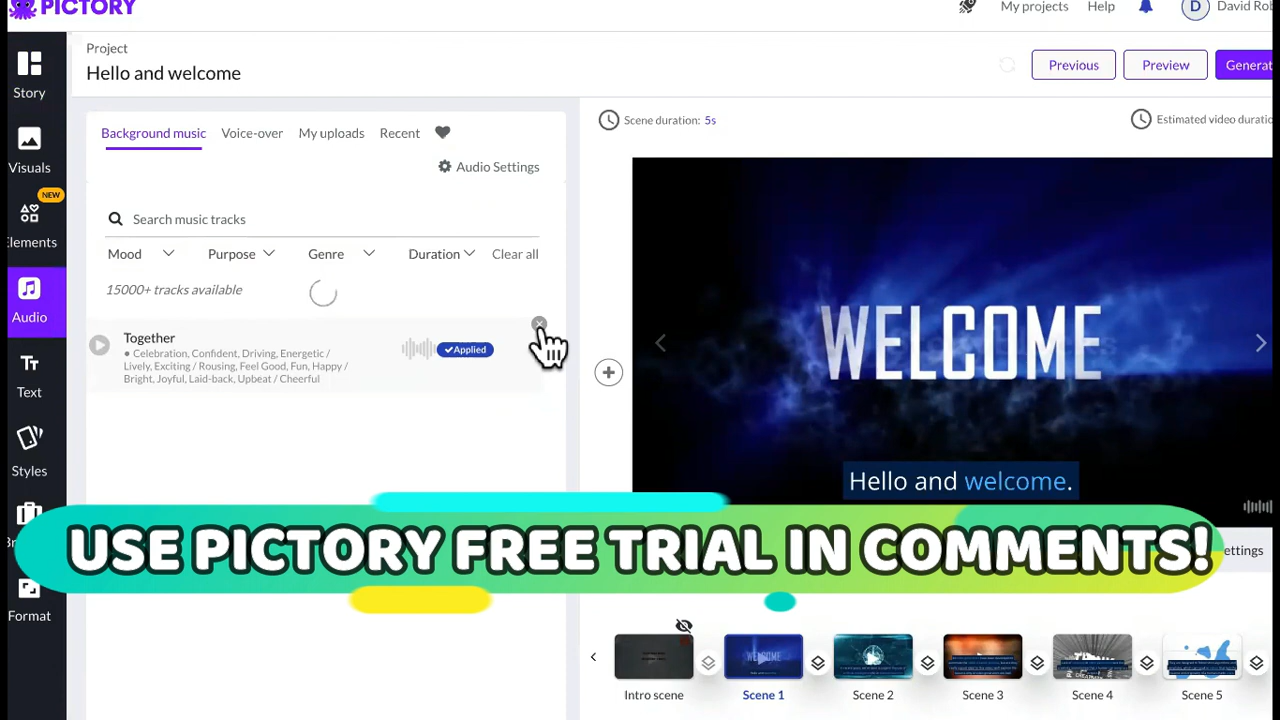 PICTORY
My projects
Help
D
David Rob
Story
Visuals
NEW
Elements
Audio
Text
Styles
Format
Project
Hello and welcome
Previous
Preview
Generat
Background music
Voice-over
My uploads
Recent
Audio Settings
Search music tracks
Mood
Purpose
Genre
Duration
Clear all
15000+ tracks available
Together
Celebration, Confident, Driving, Energetic /
Lively, Exciting / Rousing, Feel Good, Fun, Happy /
Bright, Joyful, Laid-back, Upbeat / Cheerful
Applied
Scene duration: 5s
Estimated video duratio
WELCOME
Hello and welcome.
USE PICTORY FREE TRIAL IN COMMENTS!
ettings
WELCOME
Intro scene
Scene 1
Scene 2
Scene 3
Scene 4
Scene 5